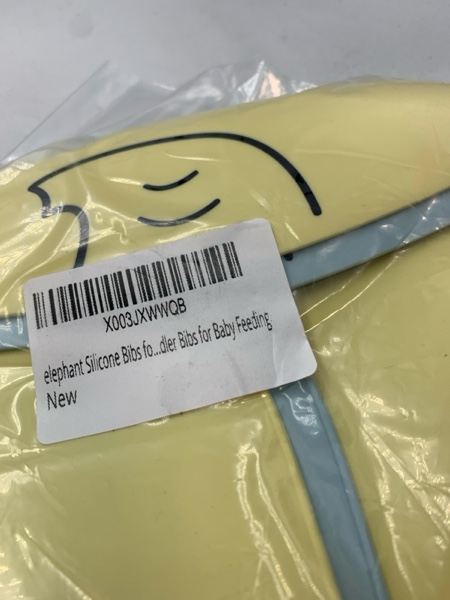 X003JXWWQB
elephant Silicone Bibs fo...dler Bibs for Baby Feeding
New